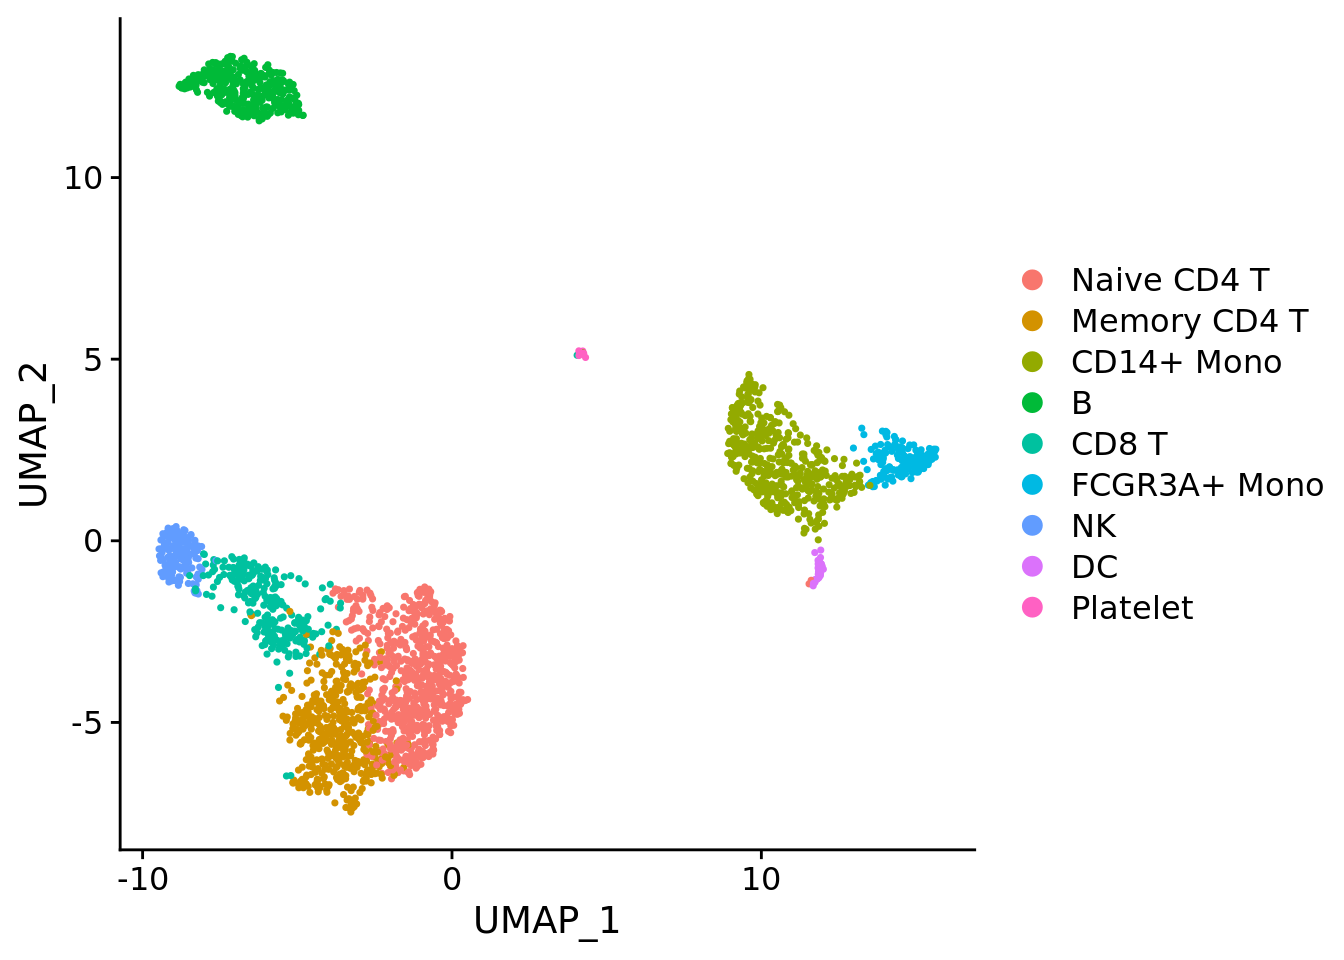 10
5
0
-5
-10
0
10
UMAP_2
UMAP_1
Naive CD4 T
Memory CD4 T
CD14+ Mono
B
CD8 T
FCGR3A+ Mono
NK
DC
Platelet